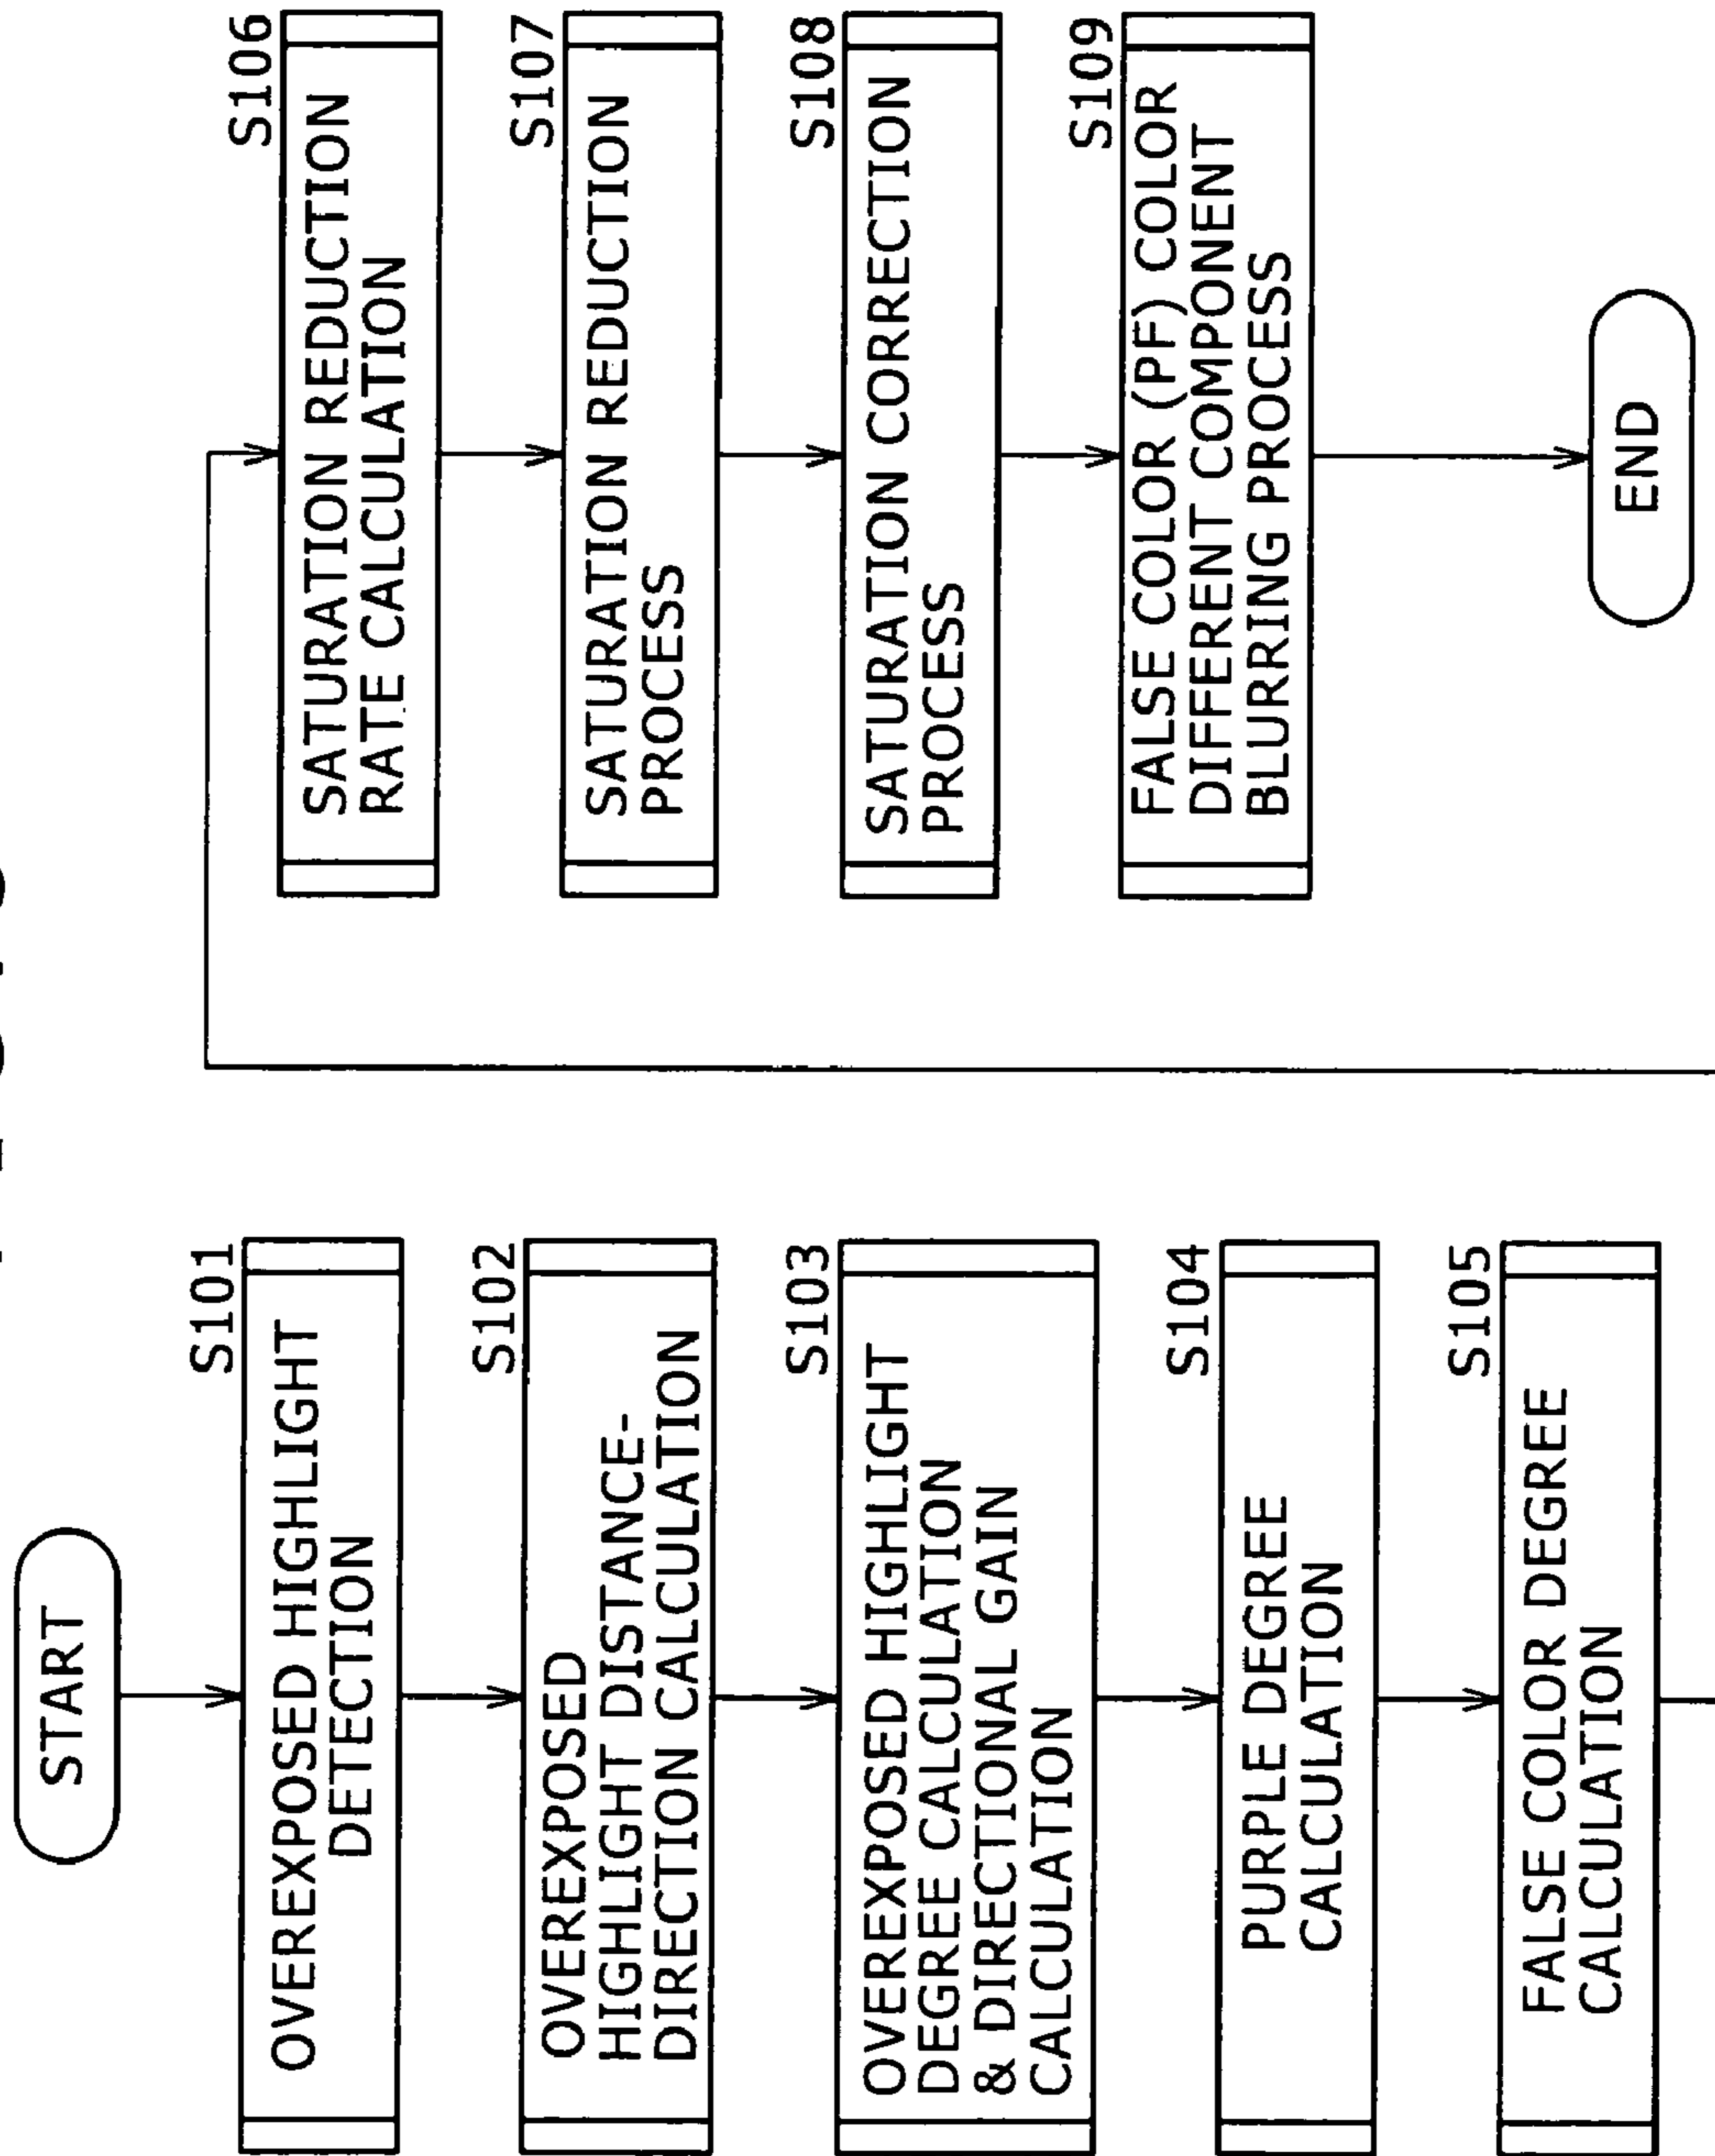 START
S101
OVEREXPOSED HIGHLIGHT
DETECTION
S102
OVEREXPOSED
HIGHLIGHT DISTANCE-
DIRECTION CALCULATION
S103
OVEREXPOSED HIGHLIGHT
DEGREE CALCULATION
& DIRECTIONAL GAIN
CALCULATION
S104
PURPLE DEGREE
CALCULATION
S105
FALSE COLOR DEGREE
CALCULATION
S106
SATURATION REDUCTION
RATE CALCULATION
S107
SATURATION REDUCTION
PROCESS
S108
SATURATION CORRECTION
PROCESS
S109
FALSE COLOR (PF) COLOR
DIFFERENT COMPONENT
BLURRING PROCESS
END